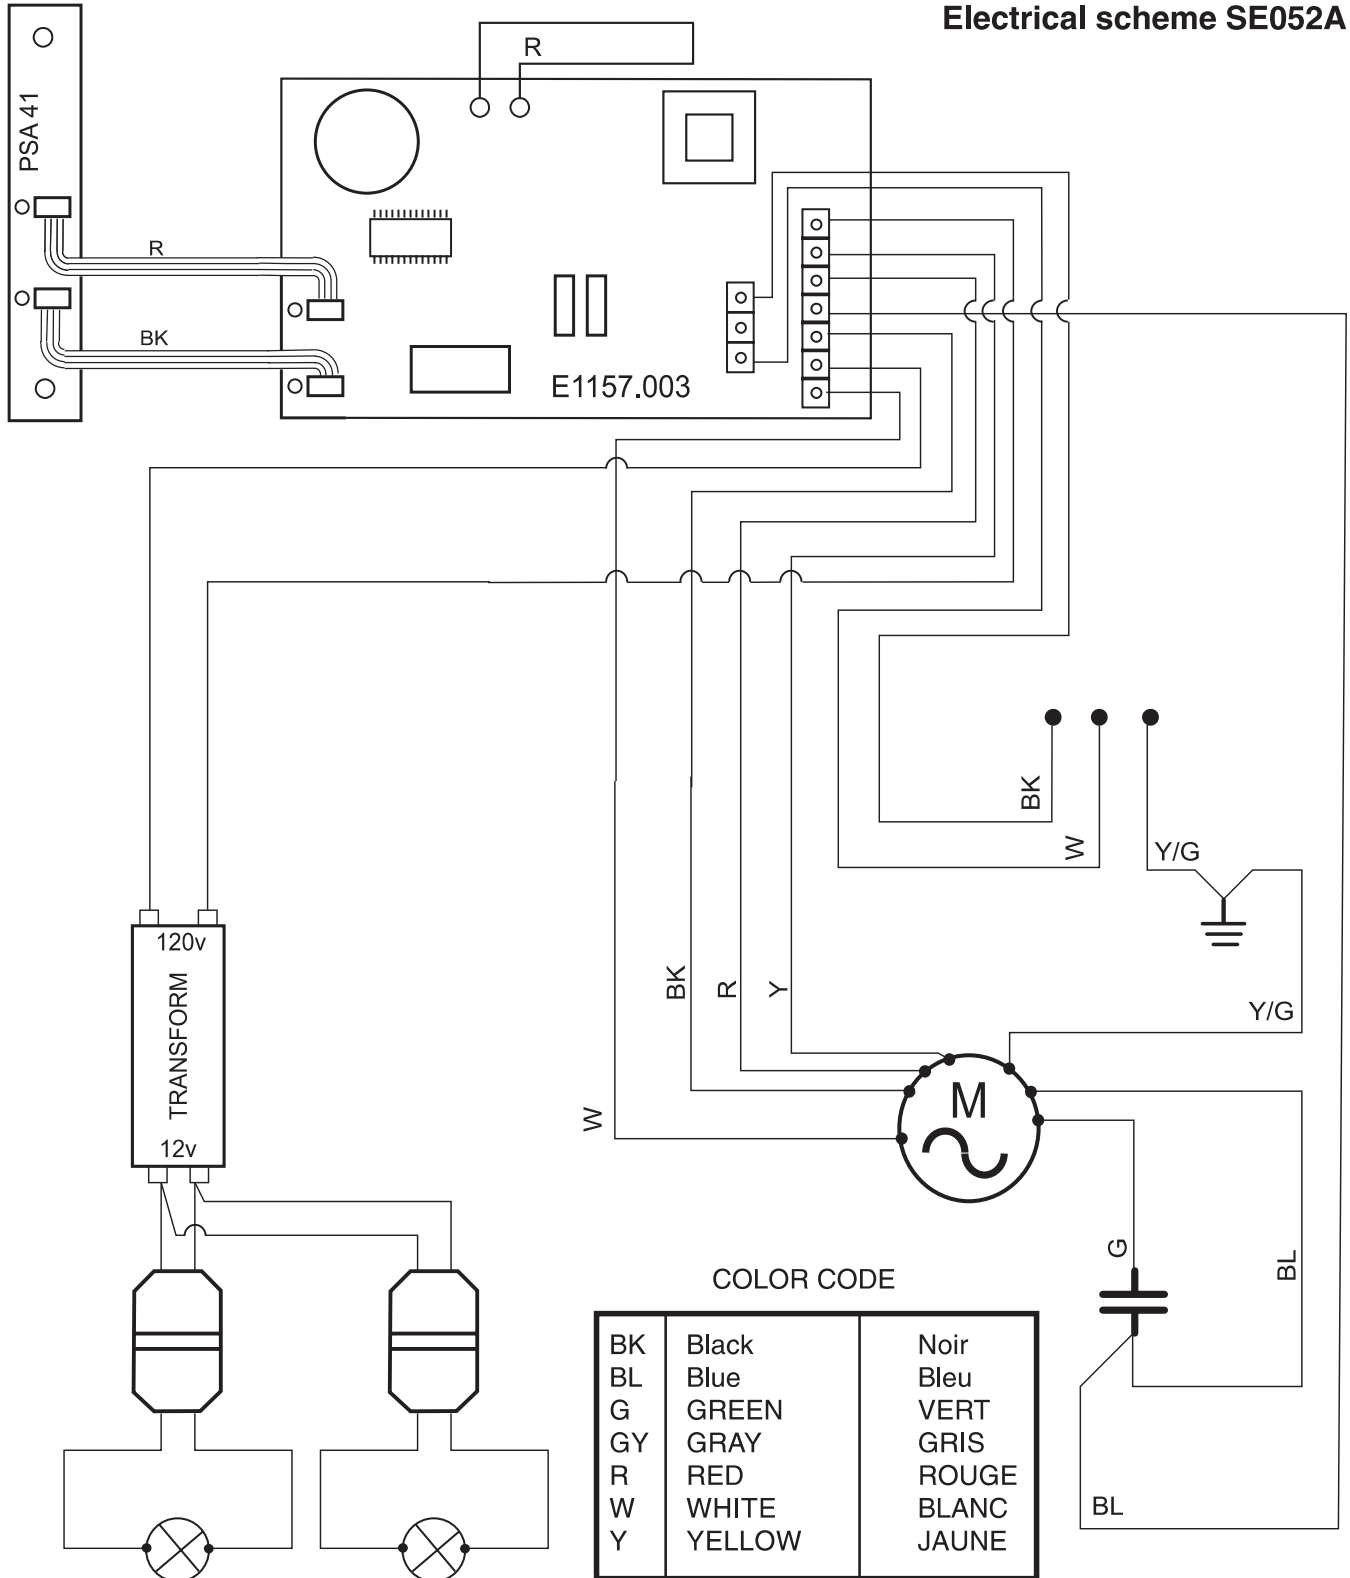 Electrical scheme SE052A
R
PSA 41
R
BK
E1157.003
BK
W
Y/G
120v
TRANSFORM
12v
BK
R
Y
Y/G
W
M
G
BL
COLOR CODE
BK Black Noir
BL Blue Bleu
G GREEN VERT
GY GRAY GRIS
R RED ROUGE
W WHITE BLANC
Y YELLOW JAUNE
BL